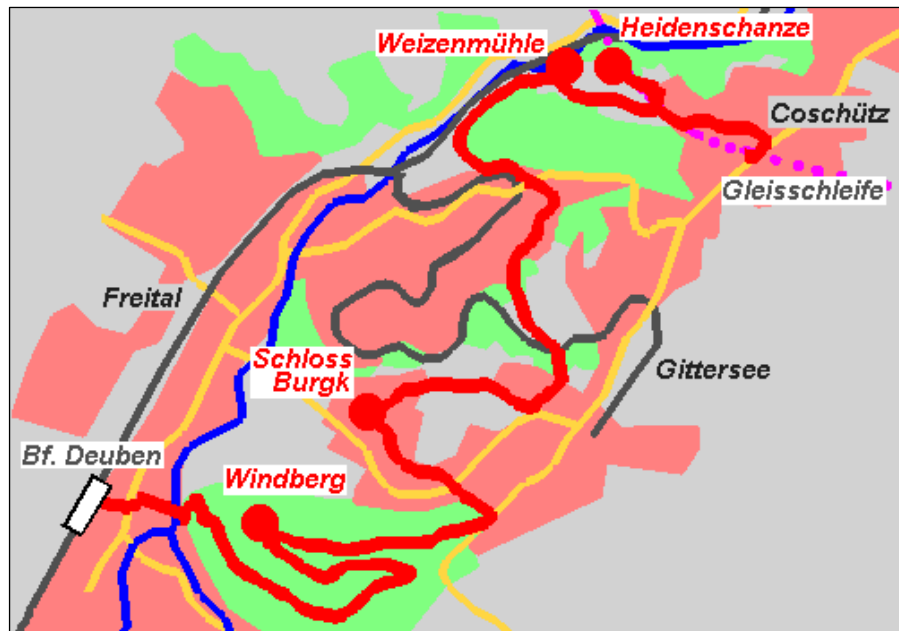 Heidenschanze
Weizenmühle
Coschütz
Gleisschleife
Freital
Schloss
Burgk
Gittersee
Bf. Deuben
Windberg